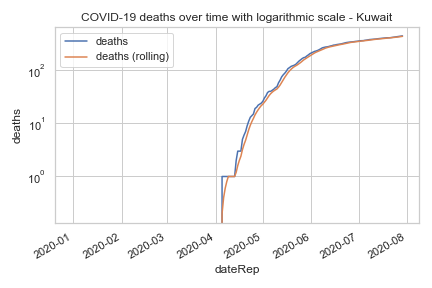 COVID-19 deaths over time with logarithmic scale - Kuwait
deaths
deaths (rolling)
10²
10¹
10⁰
deaths
2020-01
2020-02
2020-03
2020-04
2020-05
2020-06
2020-07
2020-08
dateRep